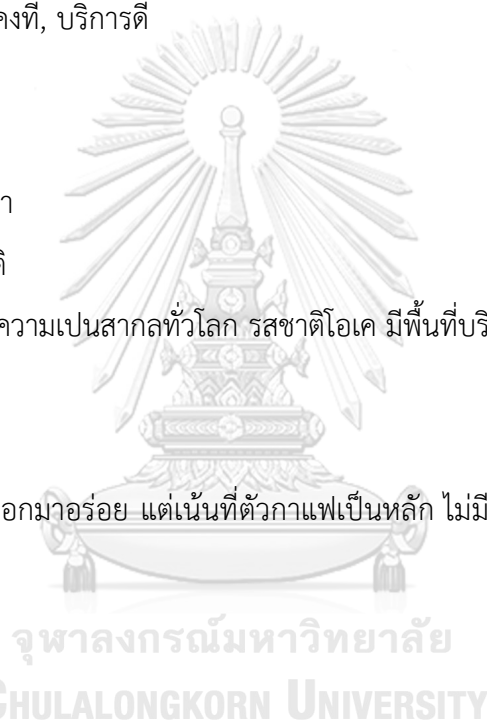 คงที่, บริการดี
า
ติ
ความเปนสากลทั่วโลก รสชาติโอเค มีพื้นที่บริ
อกมาอร่อย แต่เน้นที่ตัวกาแฟเป็นหลัก ไม่มี
จุฬาลงกรณ์มหาวิทยาลัย
CHULALONGKORN UNIVERSITY